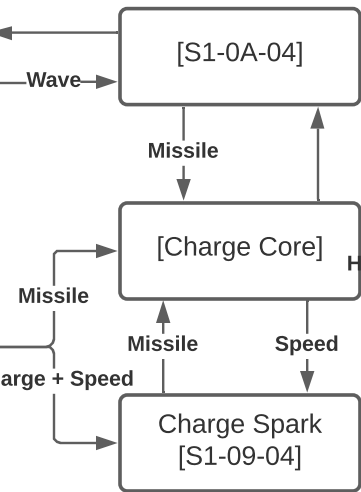 [S1-0A-04]
Wave
Missile
[Charge Core]
H
Missile
Missile
Speed
arge + Speed
Charge Spark
[S1-09-04]